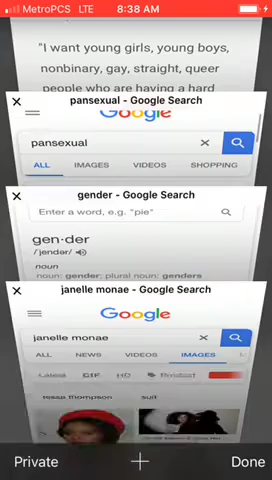 MetroPCS LTE 8:38 AM
"I want young girls, young boys,
nonbinary, gay, straight, queer
people who are having a hard
pansexual - Google Search
Google
pansexual
ALL IMAGES VIDEOS SHOPPING
gender - Google Search
Enter a word, e.g. "pie"
gen·der
/ˈjendər/
noun
noun: gender; plural noun: genders
janelle monae - Google Search
Google
janelle monae
ALL NEWS VIDEOS IMAGES
Latest GIF HD Product
tessa thompson suit
Private Done